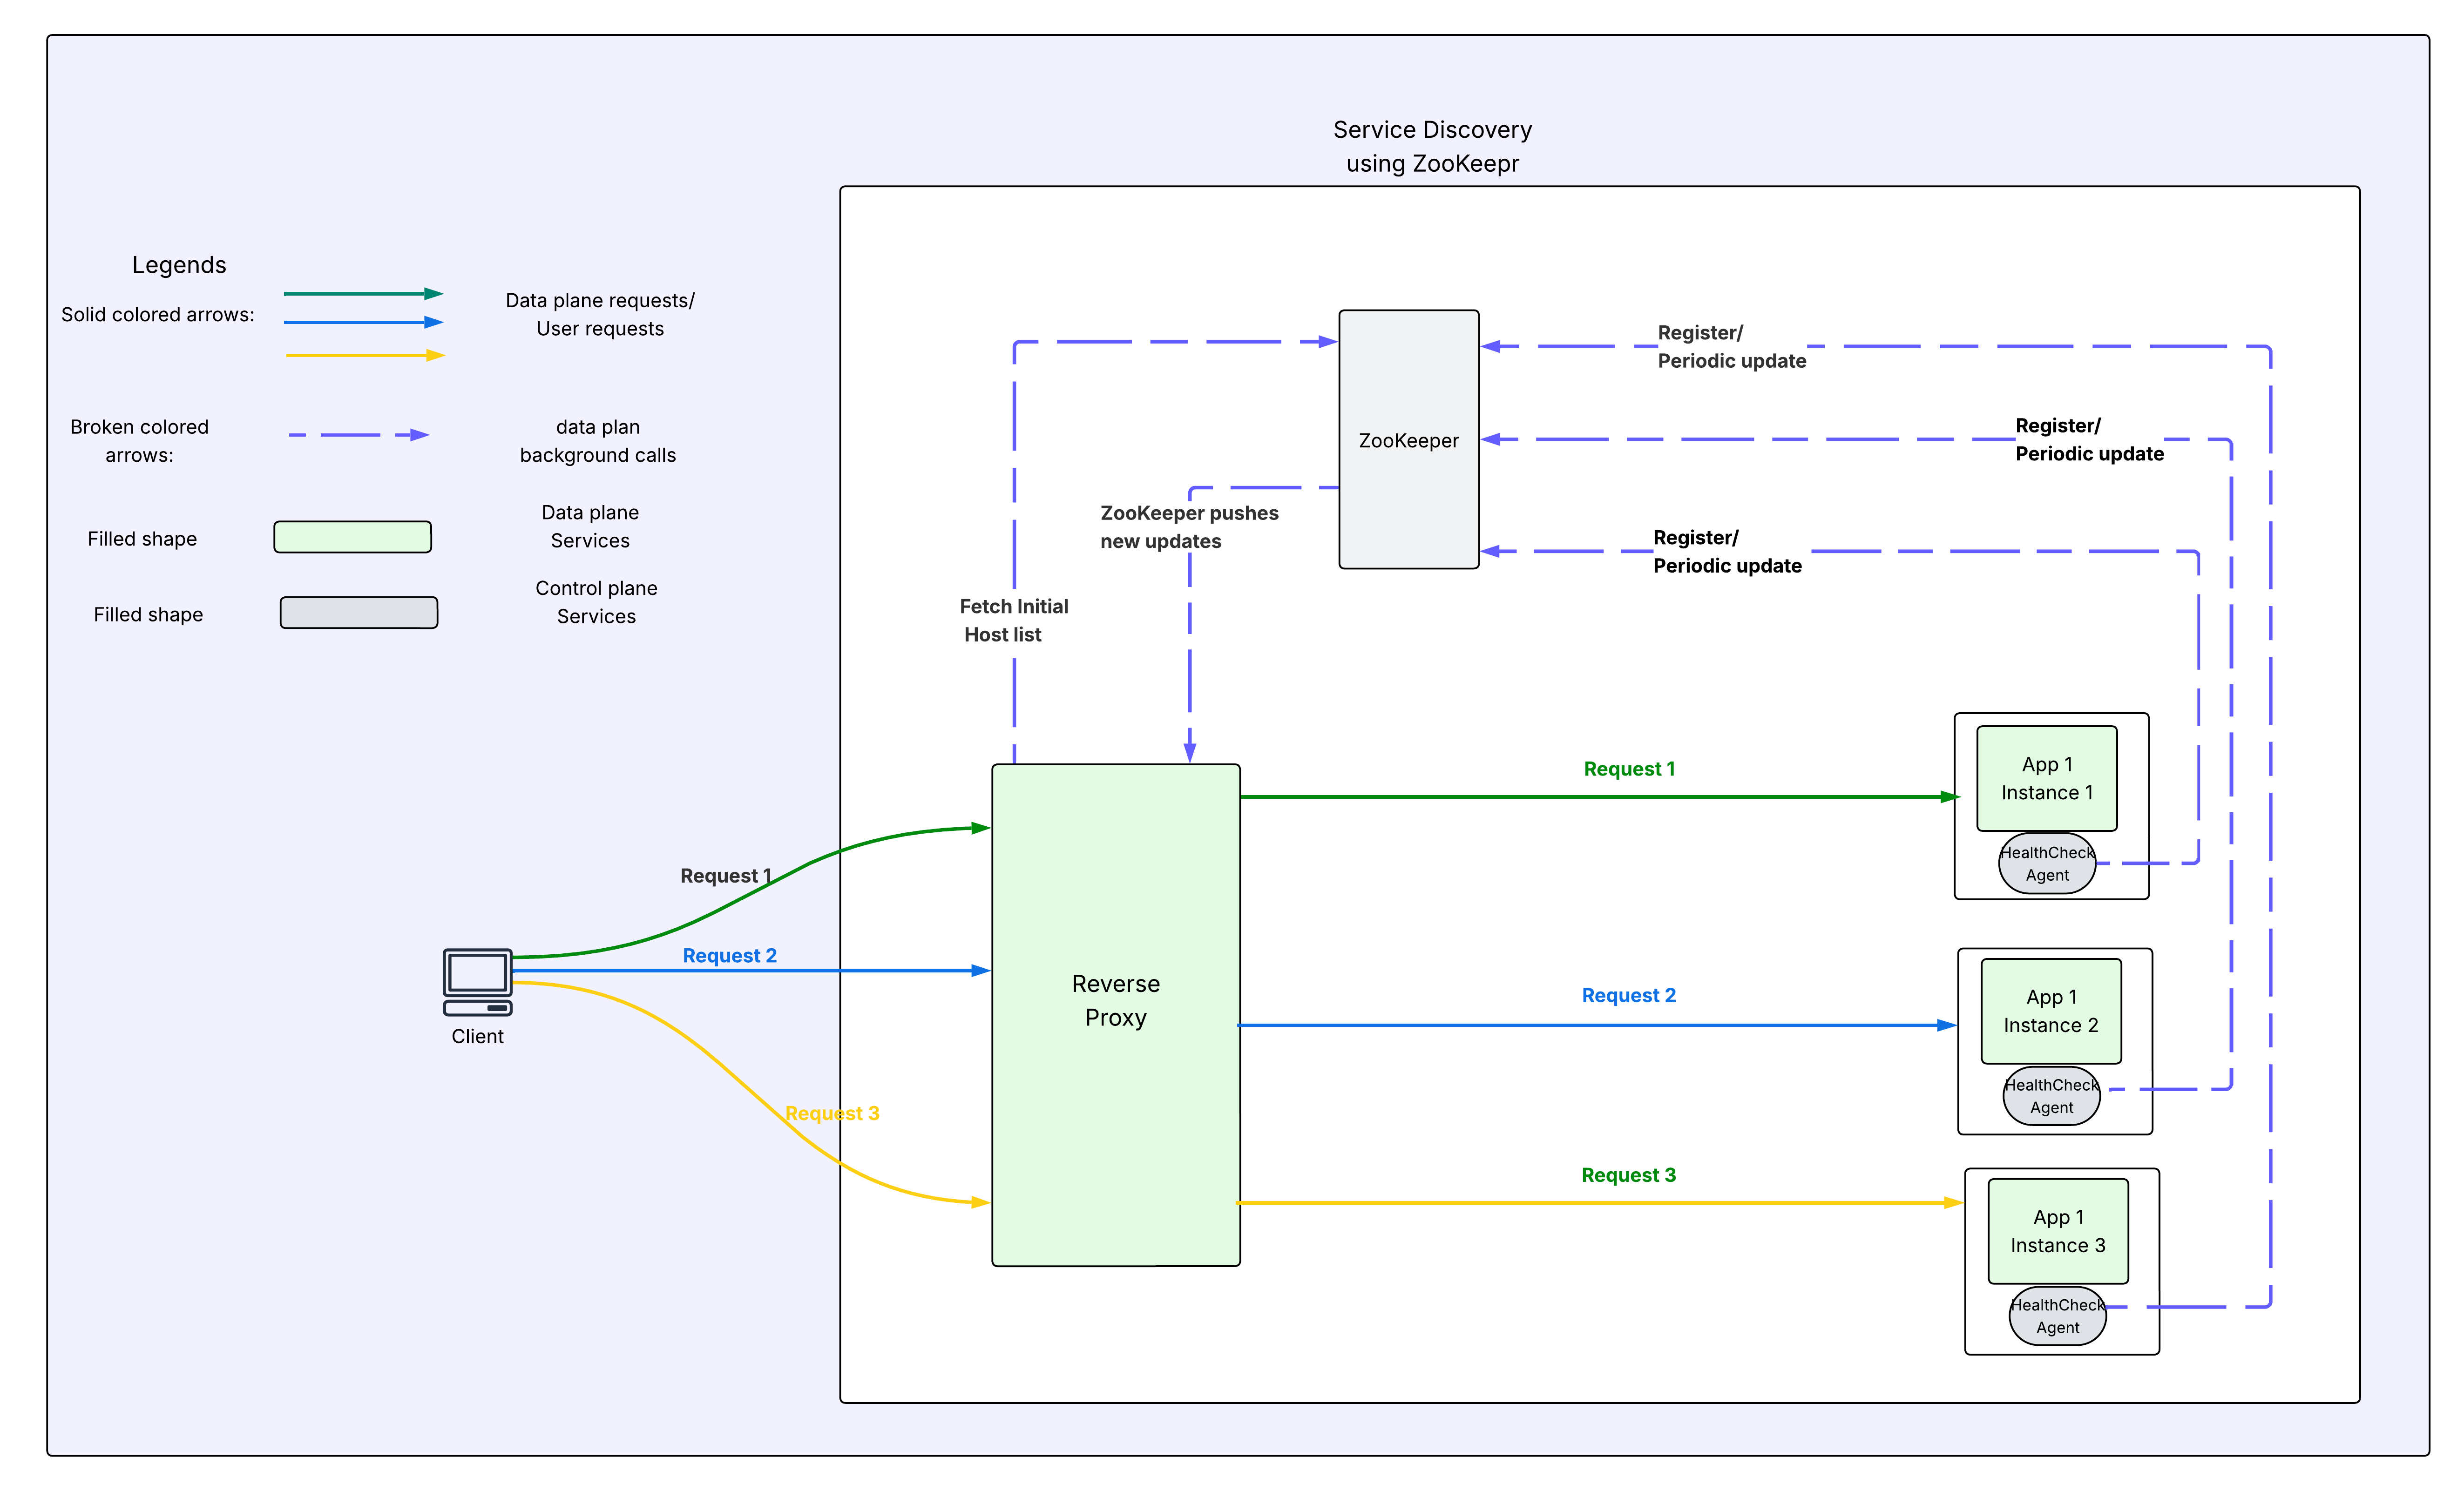 Service Discovery
using ZooKeepr
Legends
Solid colored arrows:
Data plane requests/
User requests
Broken colored
arrows:
data plan
background calls
Filled shape
Data plane
Services
Filled shape
Control plane
Services
Register/
Periodic update
ZooKeeper
Register/
Periodic update
ZooKeeper pushes
new updates
Register/
Periodic update
Fetch Initial
Host list
Request 1
App 1
Instance 1
HealthCheck
Agent
Request 1
Request 2
Client
Request 3
Reverse
Proxy
Request 2
App 1
Instance 2
HealthCheck
Agent
Request 3
App 1
Instance 3
HealthCheck
Agent